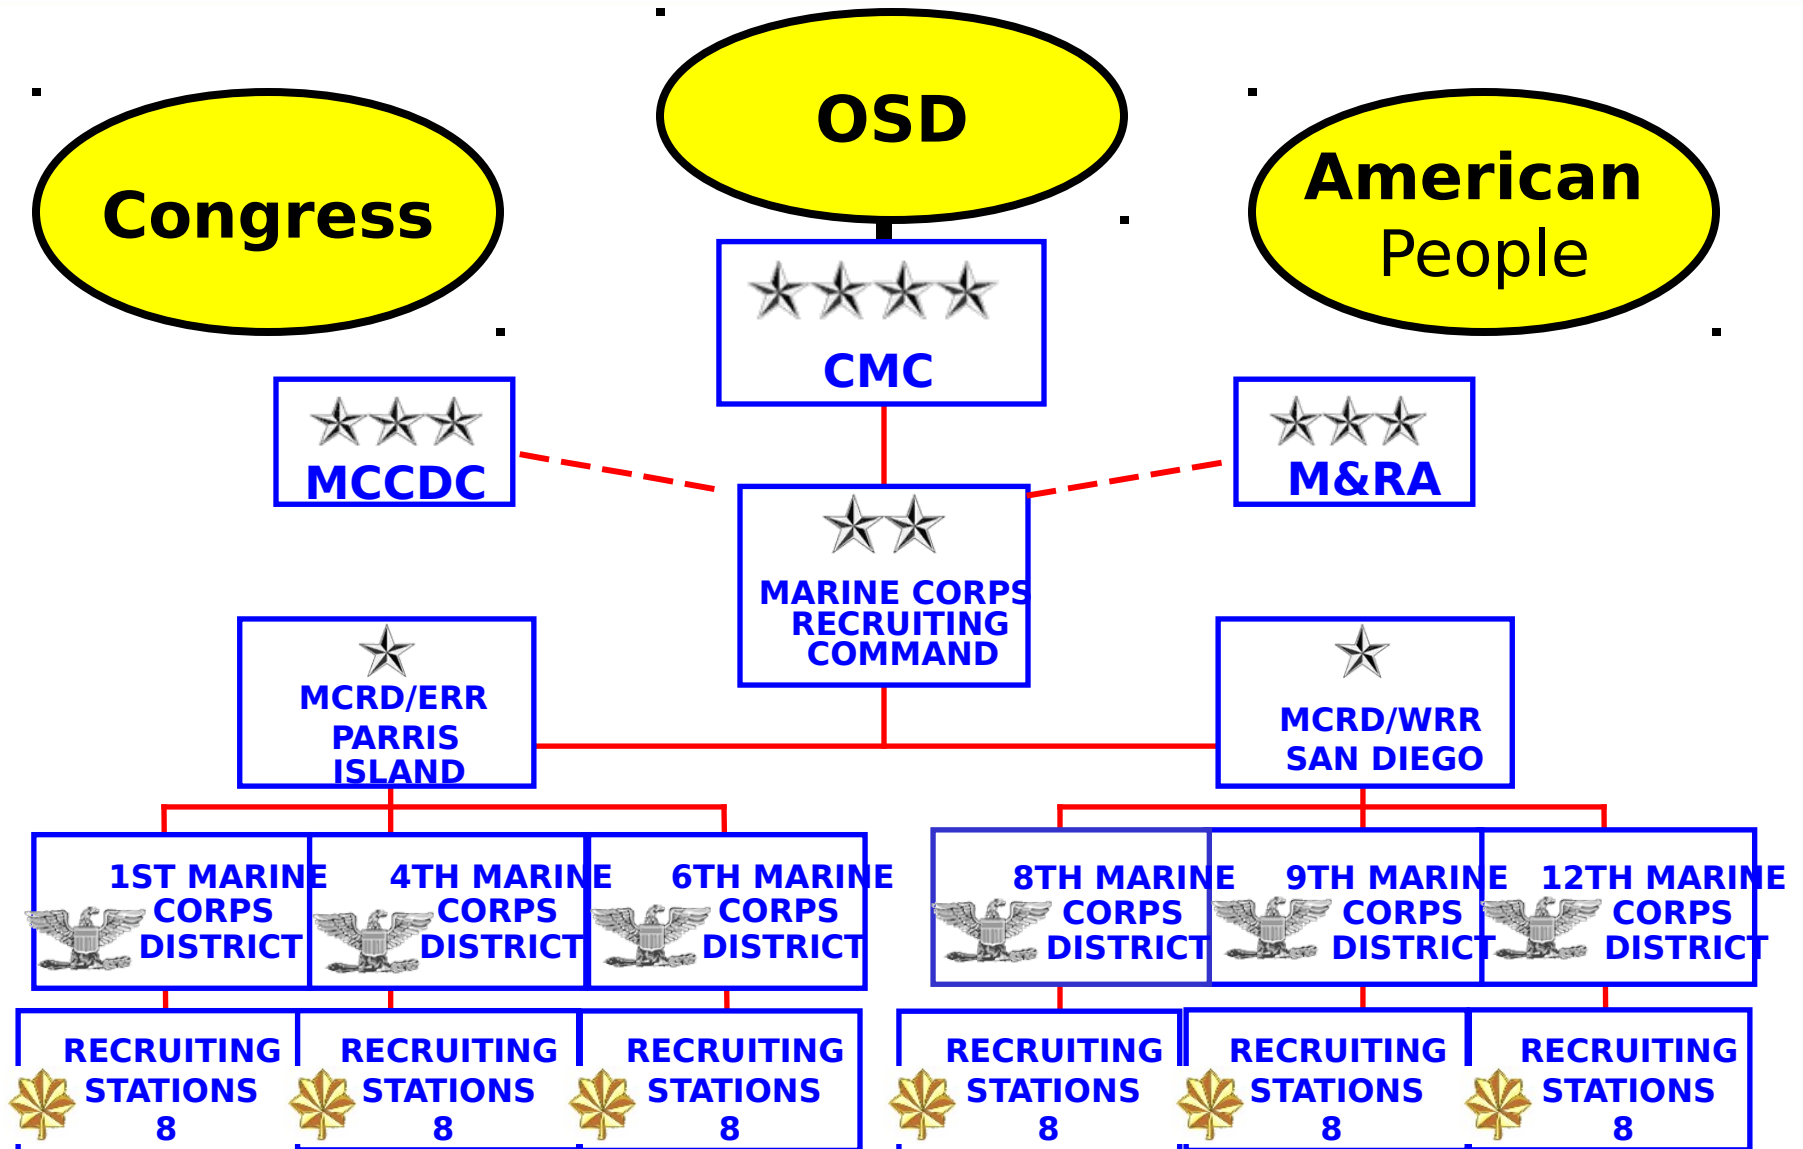 OSD
Congress
American
People
CMC
MCCDC
M&RA
MARINE CORPS
RECRUITING
COMMAND
MCRD/ERR
PARRIS
ISLAND
MCRD/WRR
SAN DIEGO
1ST MARINE
CORPS
DISTRICT
4TH MARINE
CORPS
DISTRICT
6TH MARINE
CORPS
DISTRICT
8TH MARINE
CORPS
DISTRICT
9TH MARINE
CORPS
DISTRICT
12TH MARINE
CORPS
DISTRICT
RECRUITING
STATIONS
8
RECRUITING
STATIONS
8
RECRUITING
STATIONS
8
RECRUITING
STATIONS
8
RECRUITING
STATIONS
8
RECRUITING
STATIONS
8